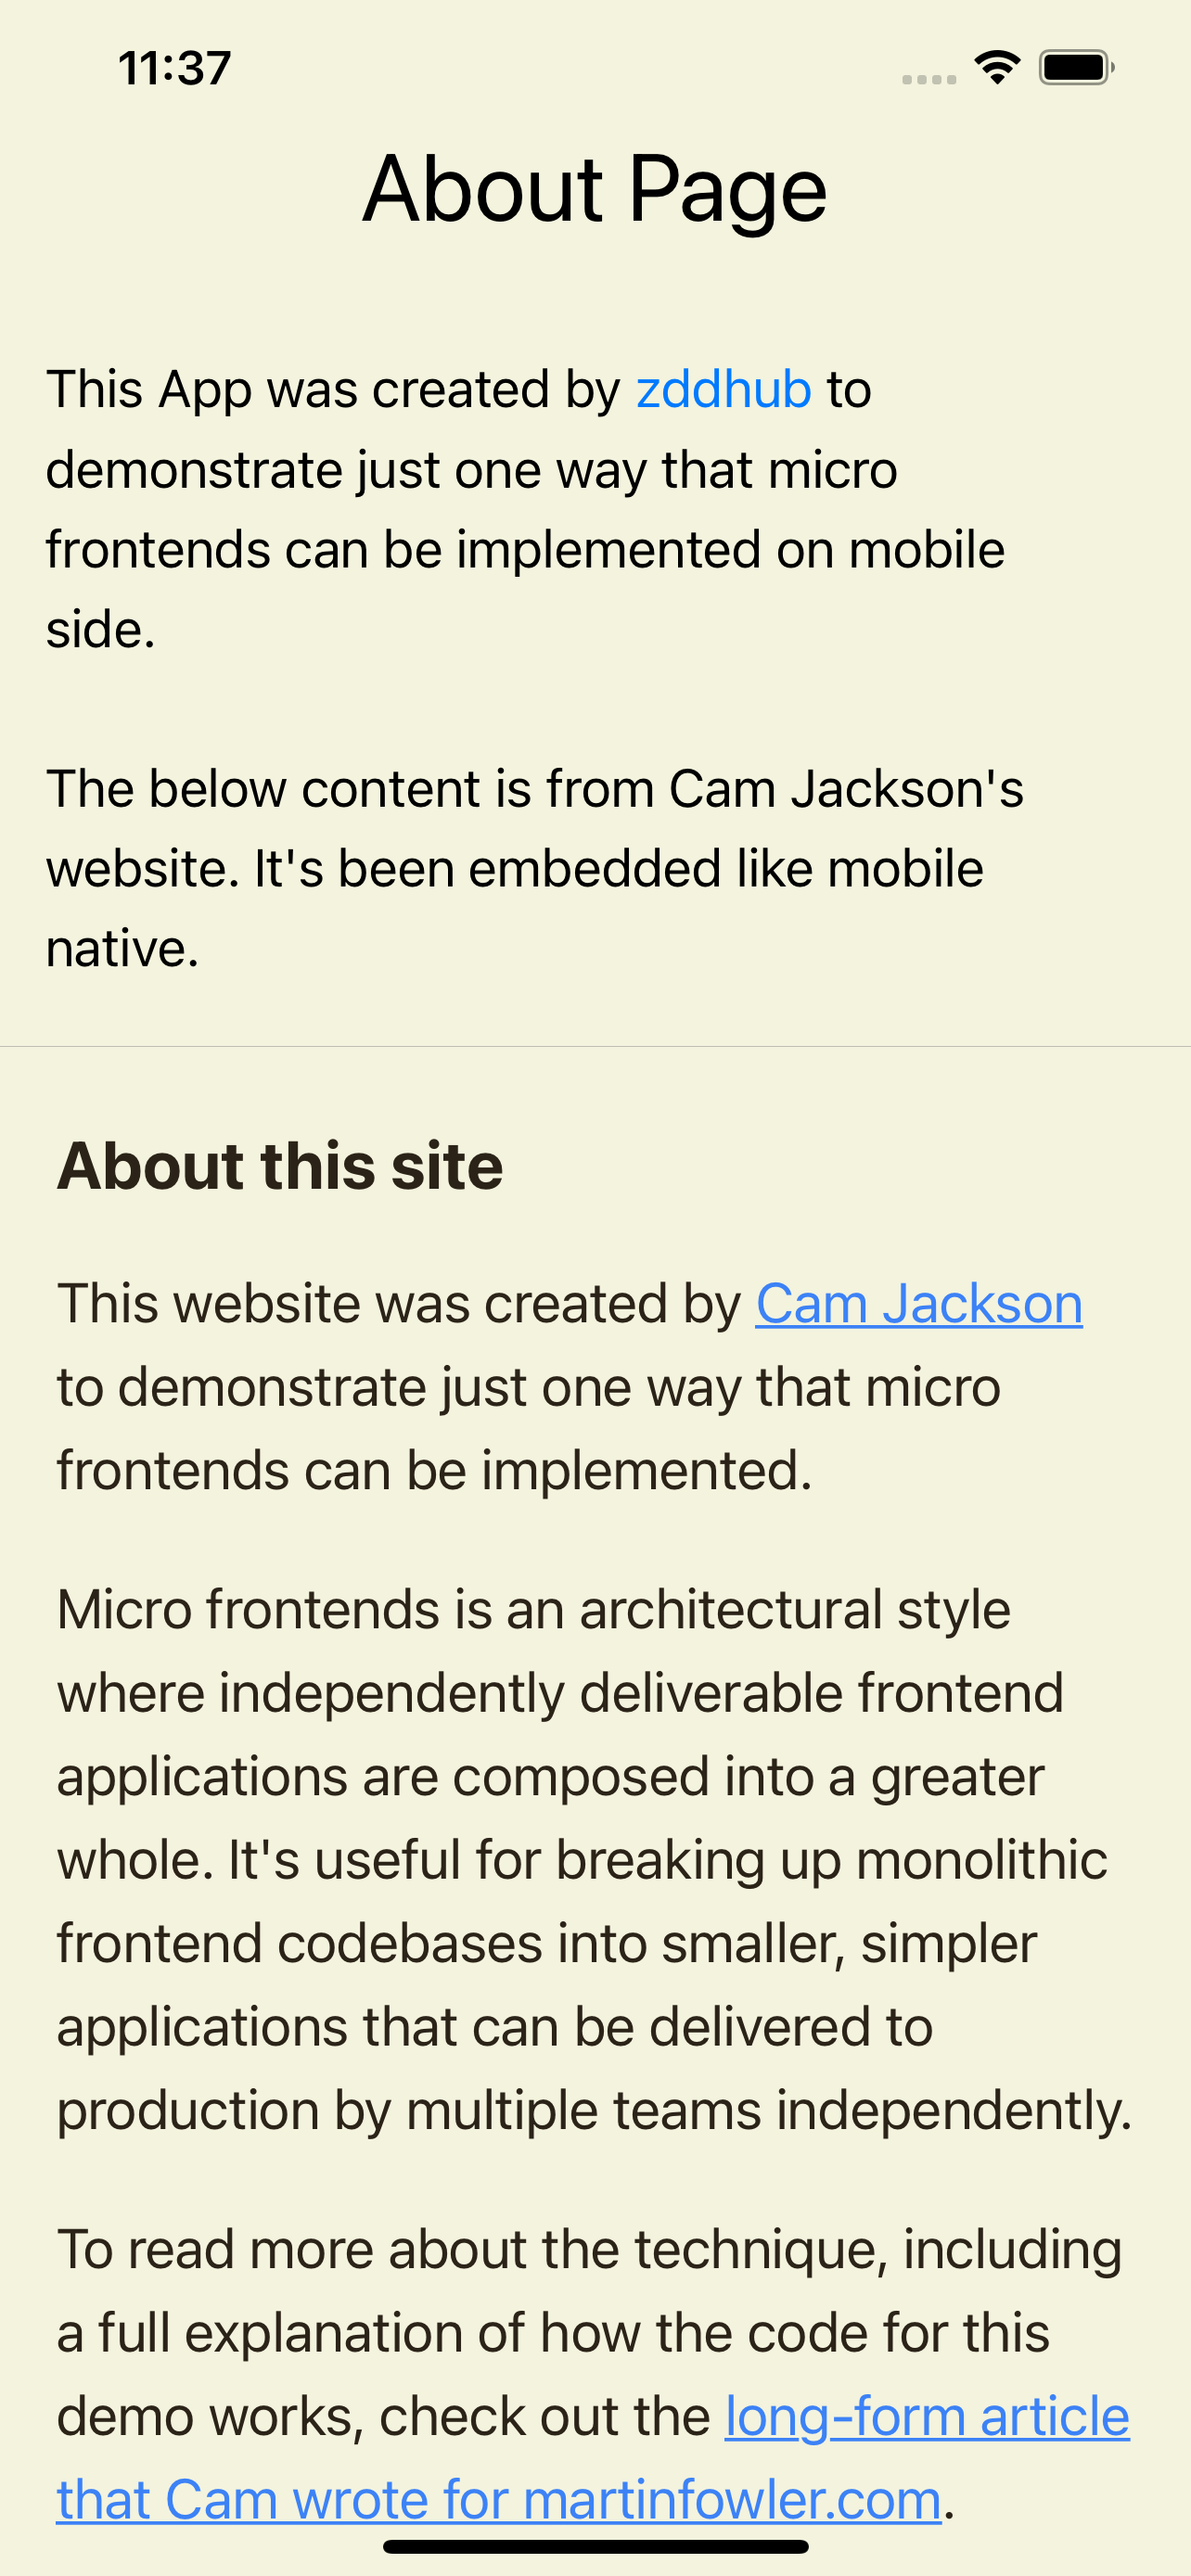 11:37
About Page
This App was created by zddhub to
demonstrate just one way that micro
frontends can be implemented on mobile
side.
The below content is from Cam Jackson's
website. It's been embedded like mobile
native.
About this site
This website was created by Cam Jackson
to demonstrate just one way that micro
frontends can be implemented.
Micro frontends is an architectural style
where independently deliverable frontend
applications are composed into a greater
whole. It's useful for breaking up monolithic
frontend codebases into smaller, simpler
applications that can be delivered to
production by multiple teams independently.
To read more about the technique, including
a full explanation of how the code for this
demo works, check out the long-form article
that Cam wrote for martinfowler.com.